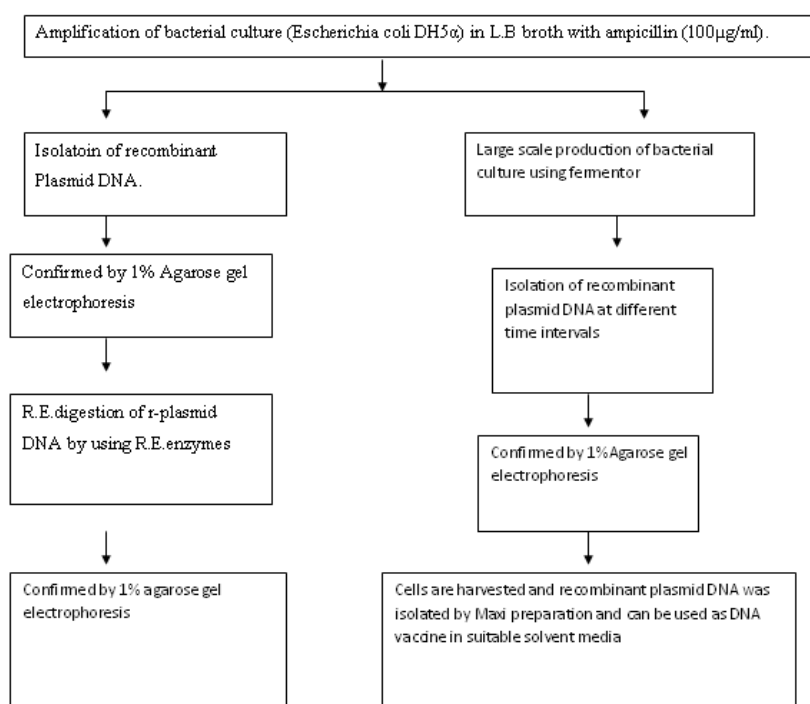 Amplification of bacterial culture (Escherichia coli DH5α) in L.B broth with ampicillin (100µg/ml).
Isolatoin of recombinant
Plasmid DNA.
Confirmed by 1% Agarose gel
electrophoresis
R.E.digestion of r-plasmid
DNA by using R.E.enzymes
Confirmed by 1% agarose gel
electrophoresis
Large scale production of bacterial
culture using fermentor
Isolation of recombinant
plasmid DNA at different
time intervals
Confirmed by 1% Agarose gel
electrophoresis
Cells are harvested and recombinant plasmid DNA was
isolated by Maxi preparation and can be used as DNA
vaccine in suitable solvent media